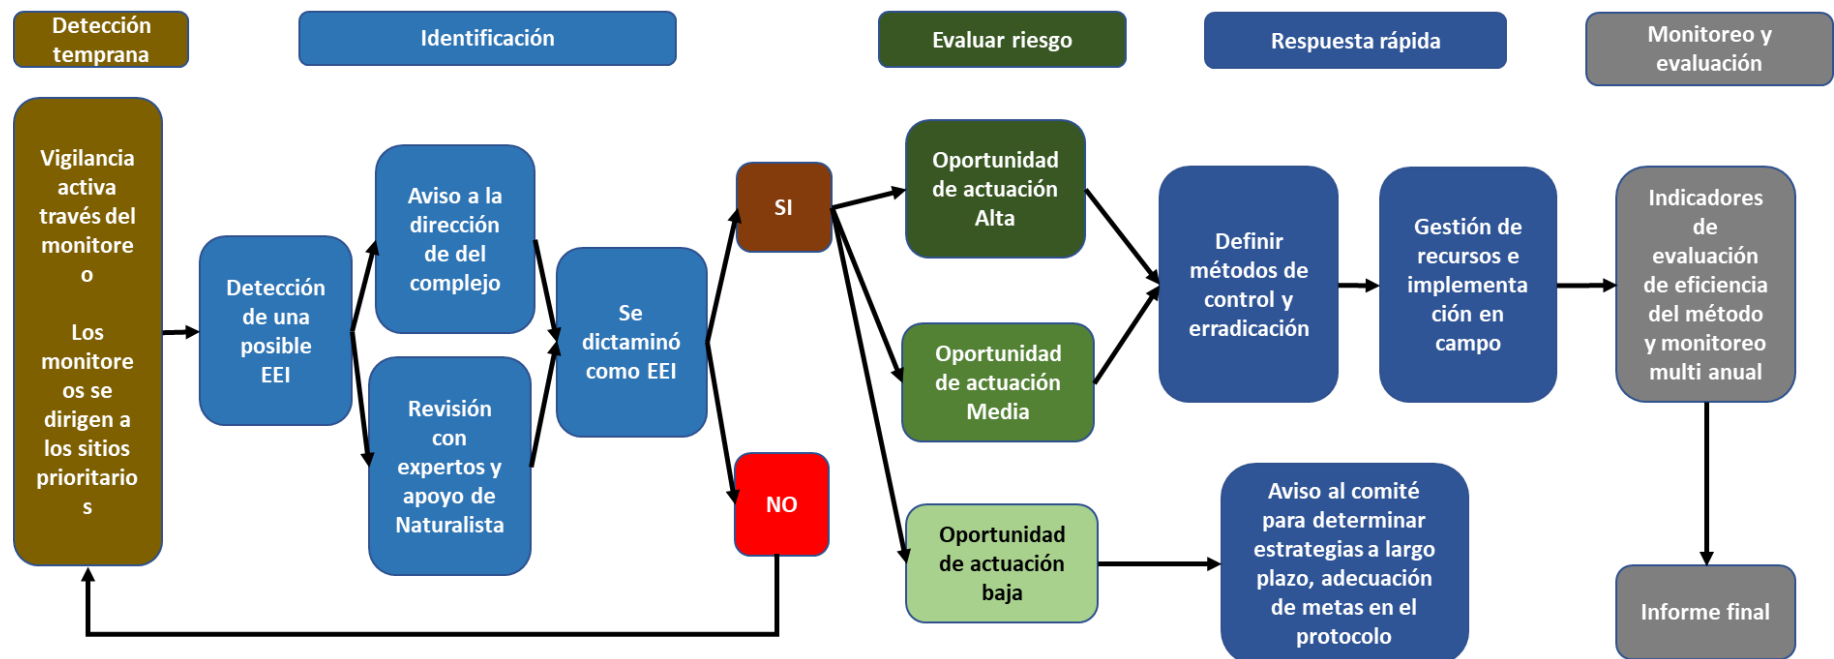 Detección
temprana
Identificación
Evaluar riesgo
Respuesta rápida
Monitoreo y
evaluación
Vigilancia
activa a
través del
monitore
o
Los
monitore
os se
dirigen a
los sitios
prioritario
s
Detección
de una
posible
EEI
Aviso a la
dirección
de del
complejo
Revisión
con
expertos y
apoyo de
Naturalista
Se
dictaminó
como EEI
SI
NO
Oportunidad
de actuación
Alta
Oportunidad
de actuación
Media
Oportunidad
de actuación
baja
Definir
métodos de
control y
erradicación
Gestión de
recursos e
implementa
ción en
campo
Aviso al comité
para determinar
estrategias a largo
plazo, adecuación
de metas en el
protocolo
Indicadores
de
evaluación
de eficiencia
del método
y monitoreo
multi anual
Informe final